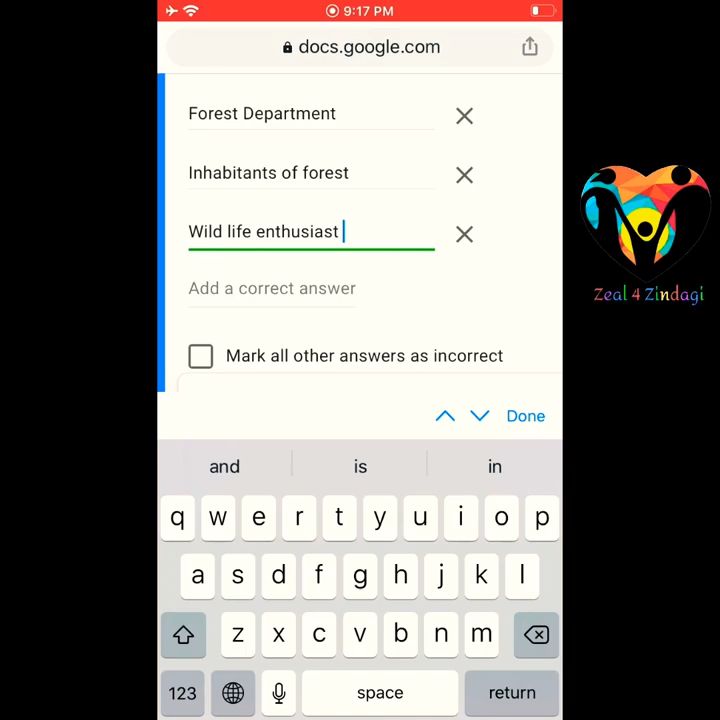 9:17 PM
docs.google.com
Forest Department
Inhabitants of forest
Wild life enthusiast
Add a correct answer
Mark all other answers as incorrect
Done
and is in
q w e r t y u i o p
a s d f g h j k l
z x c v b n m
123 space return
Zeal 4 Zindagi